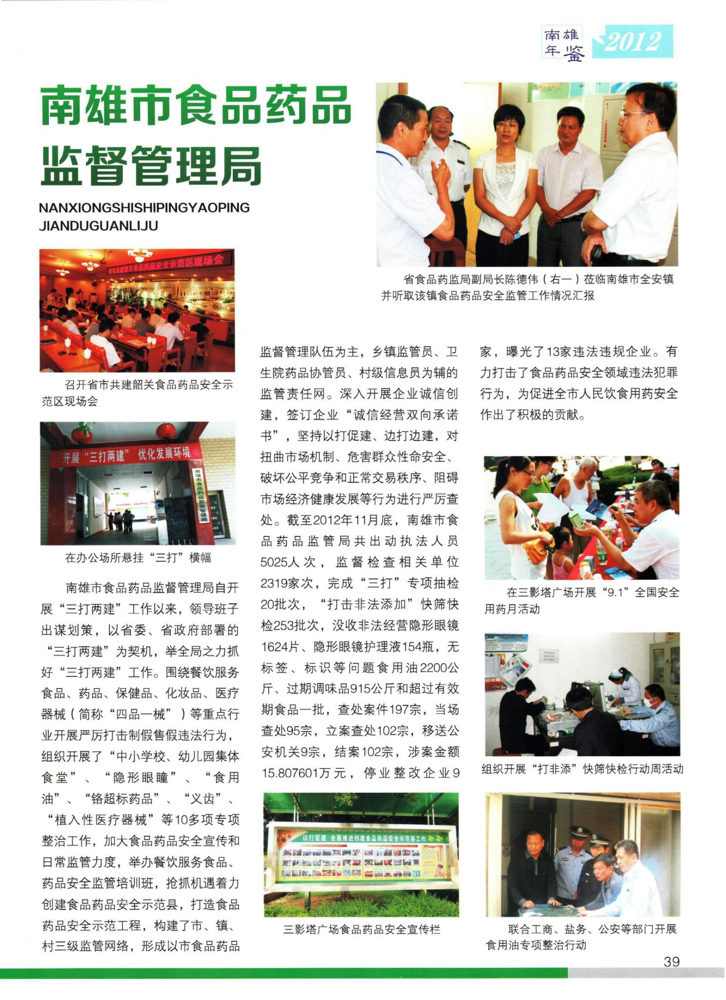 南雄
年鉴
2012
南雄市食品药品
监督管理局
NANXIONGSHISHIPINGYAOPING
JIANDUGUANLIJU
省食品药监局副局长陈德伟（右一）莅临南雄市全安镇
并听取该镇食品药品安全监管工作情况汇报
省市共建韶关食品药品安全示范区现场会
召开省市共建韶关食品药品安全示
范区现场会
开展“三打两建” 优化发展环境
南雄市食品药品监督管理局
在办公场所悬挂“三打”横幅
南雄市食品药品监督管理局自开
展“三打两建”工作以来，领导班子
出谋划策，以省委、省政府部署的
“三打两建”为契机，举全局之力抓
好“三打两建”工作。围绕餐饮服务
食品、药品、保健品、化妆品、医疗
器械（简称“四品一械”）等重点行
业开展严厉打击制假售假违法行为，
组织开展了“中小学校、幼儿园集体
食堂”、“隐形眼瞳”、“食用
油”、“铬超标药品”、“义齿”、
“植入性医疗器械”等10多项专项
整治工作，加大食品药品安全宣传和
日常监管力度，举办餐饮服务食品、
药品安全监管培训班，抢抓机遇着力
创建食品药品安全示范县，打造食品
药品安全示范工程，构建了市、镇、
村三级监管网络，形成以市食品药品
监督管理队伍为主，乡镇监管员、卫
生院药品协管员、村级信息员为辅的
监管责任网。深入开展企业诚信创
建，签订企业“诚信经营双向承诺
书”，坚持以打促建、边打边建，对
扭曲市场机制、危害群众性命安全、
破坏公平竞争和正常交易秩序、阻碍
市场经济健康发展等行为进行严厉查
处。截至2012年11月底，南雄市食
品药品监管局共出动执法人员
5025人次，监督检查相关单位
2319家次，完成“三打”专项抽检
20批次，“打击非法添加”快筛快
检253批次，没收非法经营隐形眼镜
1624片、隐形眼镜护理液154瓶，无
标签、标识等问题食用油2200公
斤、过期调味品915公斤和超过有效
期食品一批，查处案件197宗，当场
查处95宗，立案查处102宗，移送公
安机关9宗，结案102宗，涉案金额
15.807601万元，停业整改企业9
以打促建 全面推进创建食品药品安全示范县工作
三影塔广场食品药品安全宣传栏
家，曝光了13家违法违规企业。有
力打击了食品药品安全领域违法犯罪
行为，为促进全市人民饮食用药安全
作出了积极的贡献。
在三影塔广场开展“9.1”全国安全
用药月活动
组织开展“打非添”快筛快检行动周活动
联合工商、盐务、公安等部门开展
食用油专项整治行动
39